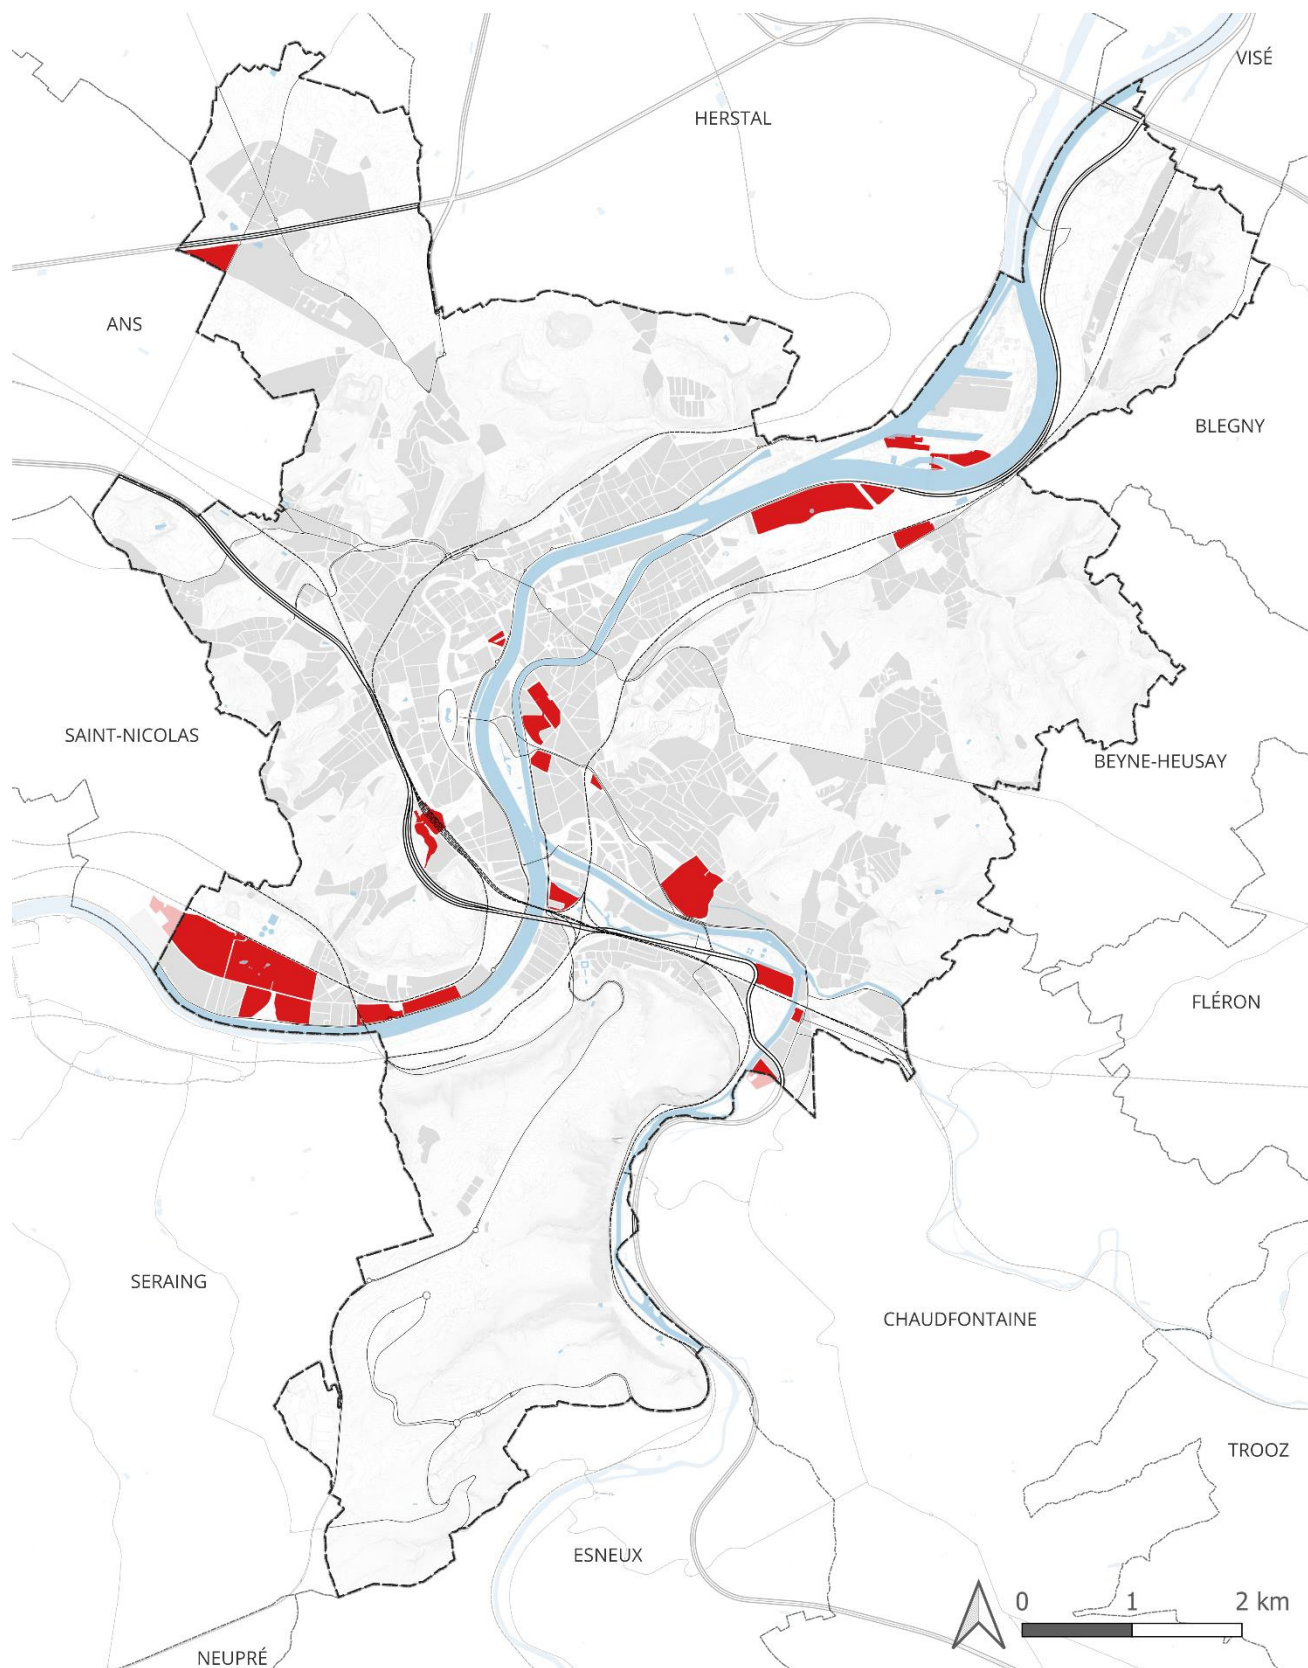 VISÉ
HERSTAL
ANS
BLEGNY
SAINT-NICOLAS
BEYNE-HEUSAY
FLÉRON
SERAING
CHAUDFONTAINE
TROOZ
ESNEUX
0 1 2 km
NEUPRÉ